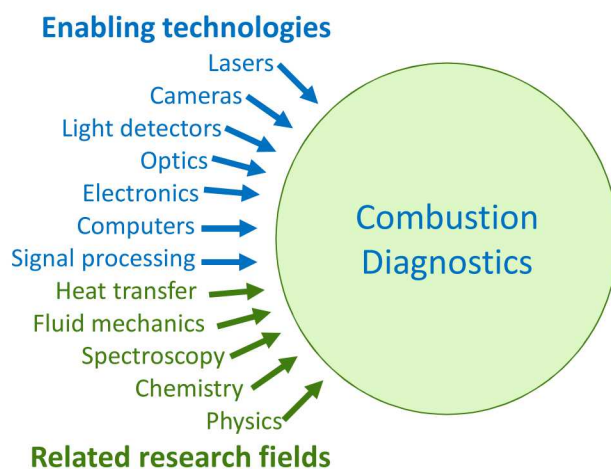 Enabling technologies
Lasers
Cameras
Light detectors
Optics
Electronics
Computers
Signal processing
Heat transfer
Fluid mechanics
Spectroscopy
Chemistry
Physics
Related research fields
Combustion
Diagnostics